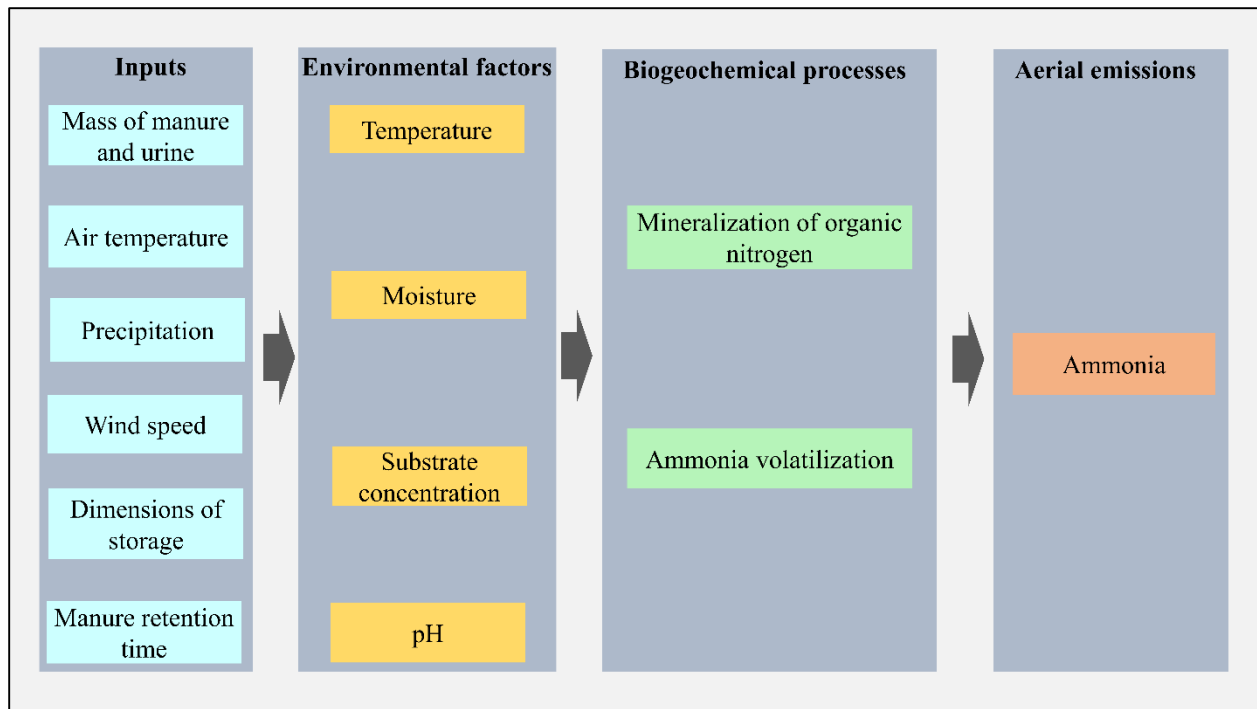 Inputs
Mass of manure
and urine
Air temperature
Precipitation
Wind speed
Dimensions of
storage
Manure retention
time
Environmental factors
Temperature
Moisture
Substrate
concentration
pH
Biogeochemical processes
Mineralization of organic
nitrogen
Ammonia volatilization
Aerial emissions
Ammonia